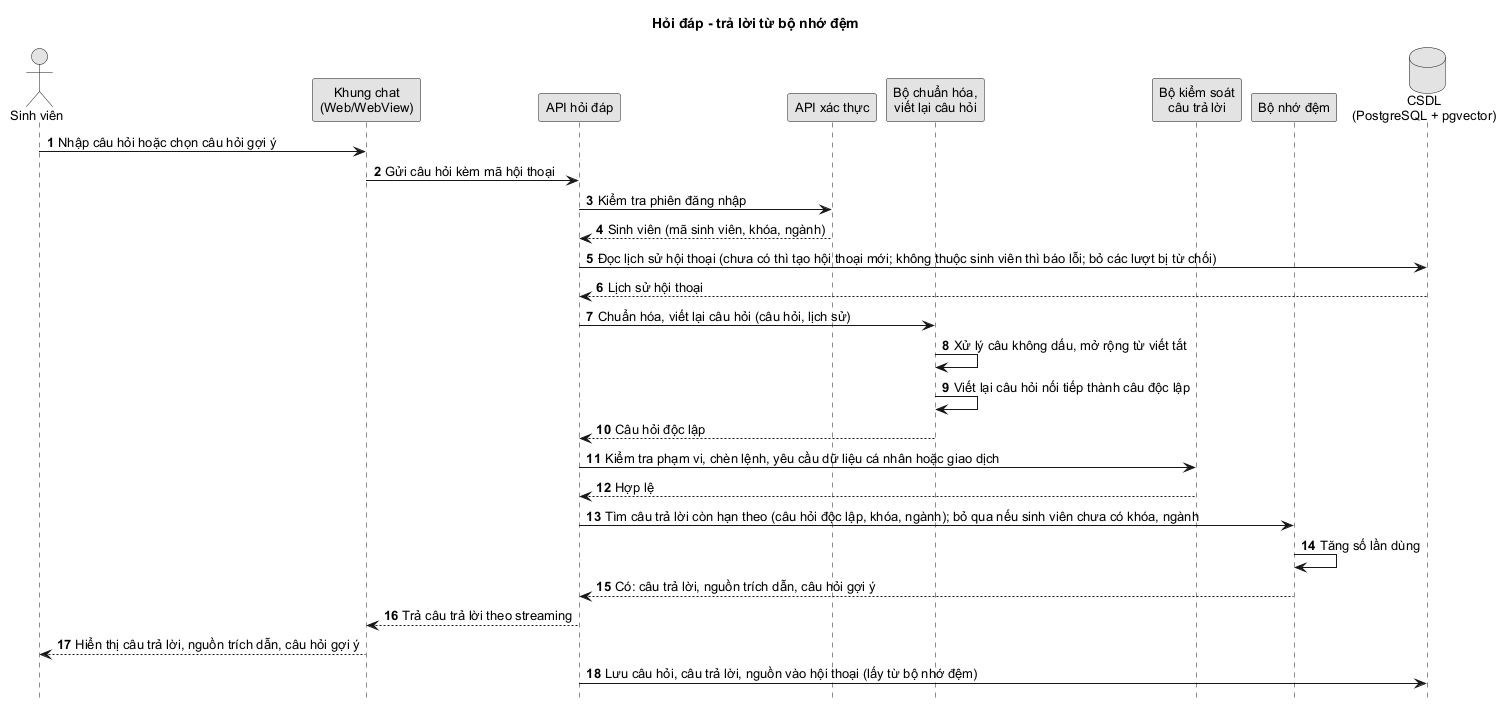 Hỏi đáp - trả lời từ bộ nhớ đệm
Sinh viên
Khung chat
(Web/WebView)
API hỏi đáp
API xác thực
Bộ chuẩn hóa,
viết lại câu hỏi
Bộ kiểm soát
câu trả lời
Bộ nhớ đệm
CSDL
(PostgreSQL + pgvector)
1 Nhập câu hỏi hoặc chọn câu hỏi gợi ý
2 Gửi câu hỏi kèm mã hội thoại
3 Kiểm tra phiên đăng nhập
4 Sinh viên (mã sinh viên, khóa, ngành)
5 Đọc lịch sử hội thoại (chưa có thì tạo hội thoại mới; không thuộc sinh viên thì báo lỗi; bỏ các lượt bị từ chối)
6 Lịch sử hội thoại
7 Chuẩn hóa, viết lại câu hỏi (câu hỏi, lịch sử)
8 Xử lý câu không dấu, mở rộng từ viết tắt
9 Viết lại câu hỏi nối tiếp thành câu độc lập
10 Câu hỏi độc lập
11 Kiểm tra phạm vi, chèn lệnh, yêu cầu dữ liệu cá nhân hoặc giao dịch
12 Hợp lệ
13 Tìm câu trả lời còn hạn theo (câu hỏi độc lập, khóa, ngành); bỏ qua nếu sinh viên chưa có khóa, ngành
14 Tăng số lần dùng
15 Có: câu trả lời, nguồn trích dẫn, câu hỏi gợi ý
16 Trả câu trả lời theo streaming
17 Hiển thị câu trả lời, nguồn trích dẫn, câu hỏi gợi ý
18 Lưu câu hỏi, câu trả lời, nguồn vào hội thoại (lấy từ bộ nhớ đệm)